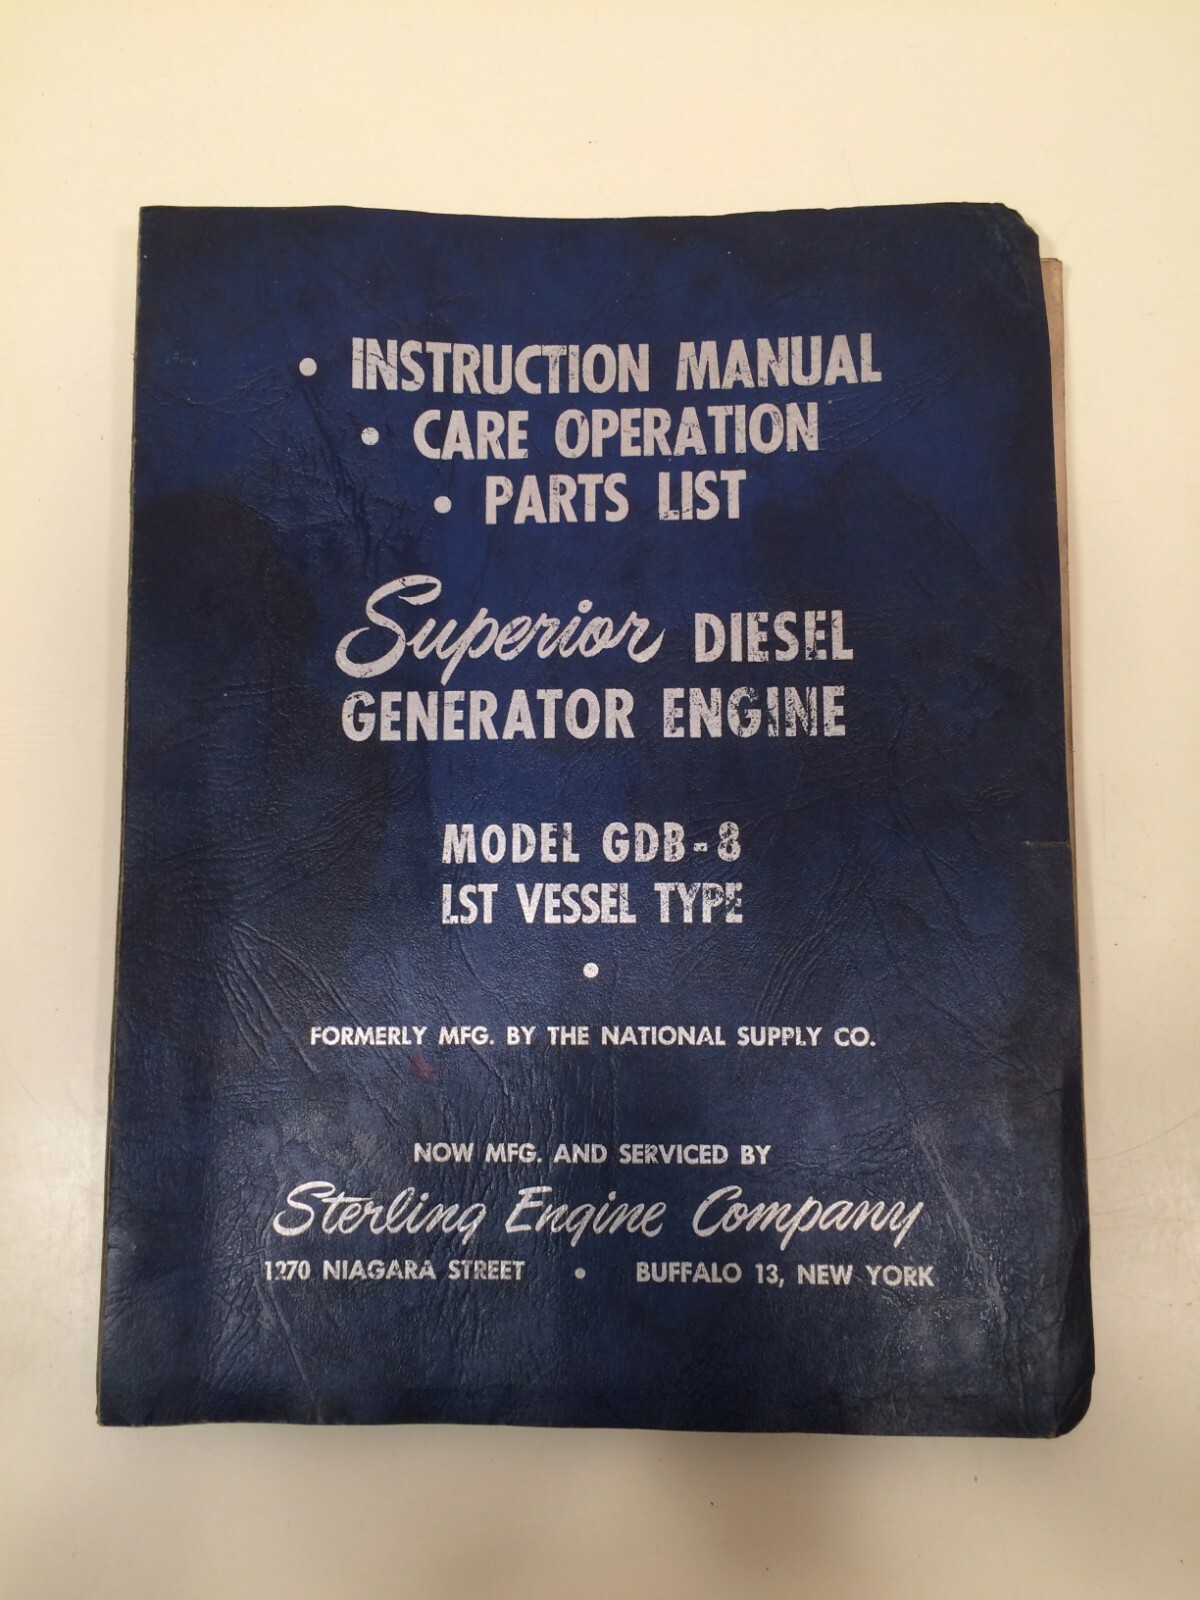 • INSTRUCTION MANUAL
• CARE OPERATION
• PARTS LIST
Superior DIESEL
GENERATOR ENGINE
MODEL GDB-8
LST VESSEL TYPE
•
FORMERLY MFG. BY THE NATIONAL SUPPLY CO.
NOW MFG. AND SERVICED BY
Sterling Engine Company
1270 NIAGARA STREET • BUFFALO 13, NEW YORK